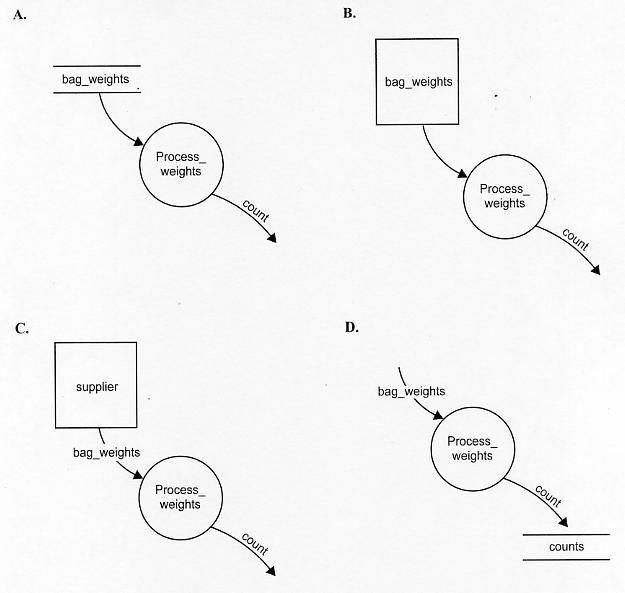 A.
bag_weights
Process_
weights
count
B.
bag_weights
Process_
weights
count
C.
supplier
bag_weights
Process_
weights
count
D.
bag_weights
Process_
weights
count
counts